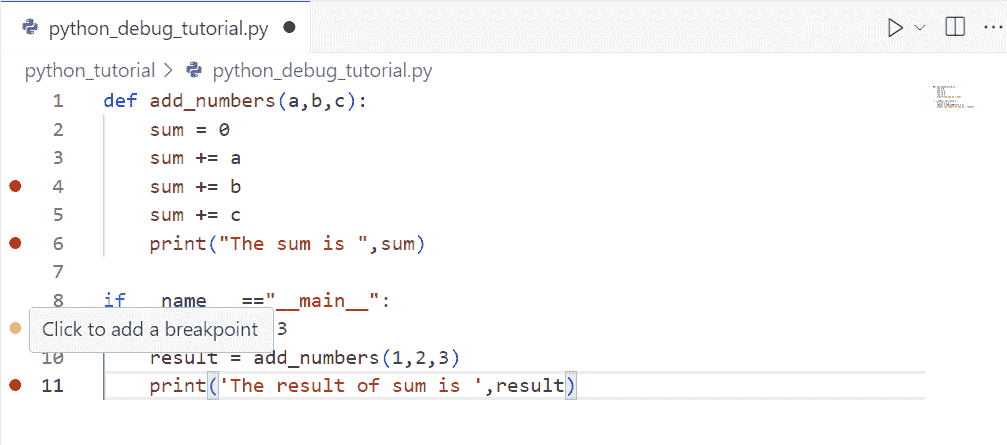 python_debug_tutorial.py
python_tutorial > python_debug_tutorial.py
1 def add_numbers(a,b,c):
2 sum = 0
3 sum += a
4 sum += b
5 sum += c
6 print("The sum is ",sum)
7
8 if __name__ =="__main__":
Click to add a breakpoint 3
10 result = add_numbers(1,2,3)
11 print('The result of sum is ',result)